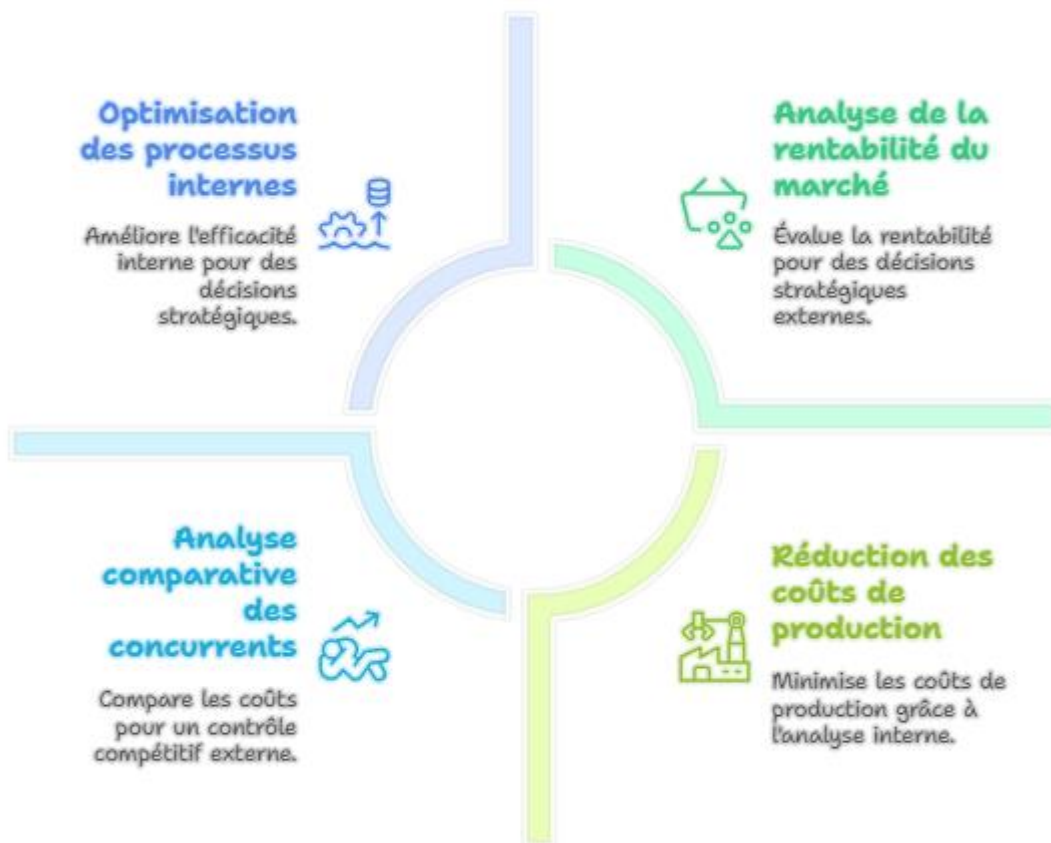 Optimisation
des processus
internes
Améliore l'efficacité
interne pour des
décisions
stratégiques.
Analyse de la
rentabilité du
marché
Évalue la rentabilité
pour des décisions
stratégiques
externes.
Analyse
comparative
des
concurrents
Compare les coûts
pour un contrôle
compétitif externe.
Réduction des
coûts de
production
Minimise les coûts de
production grâce à
l'analyse interne.